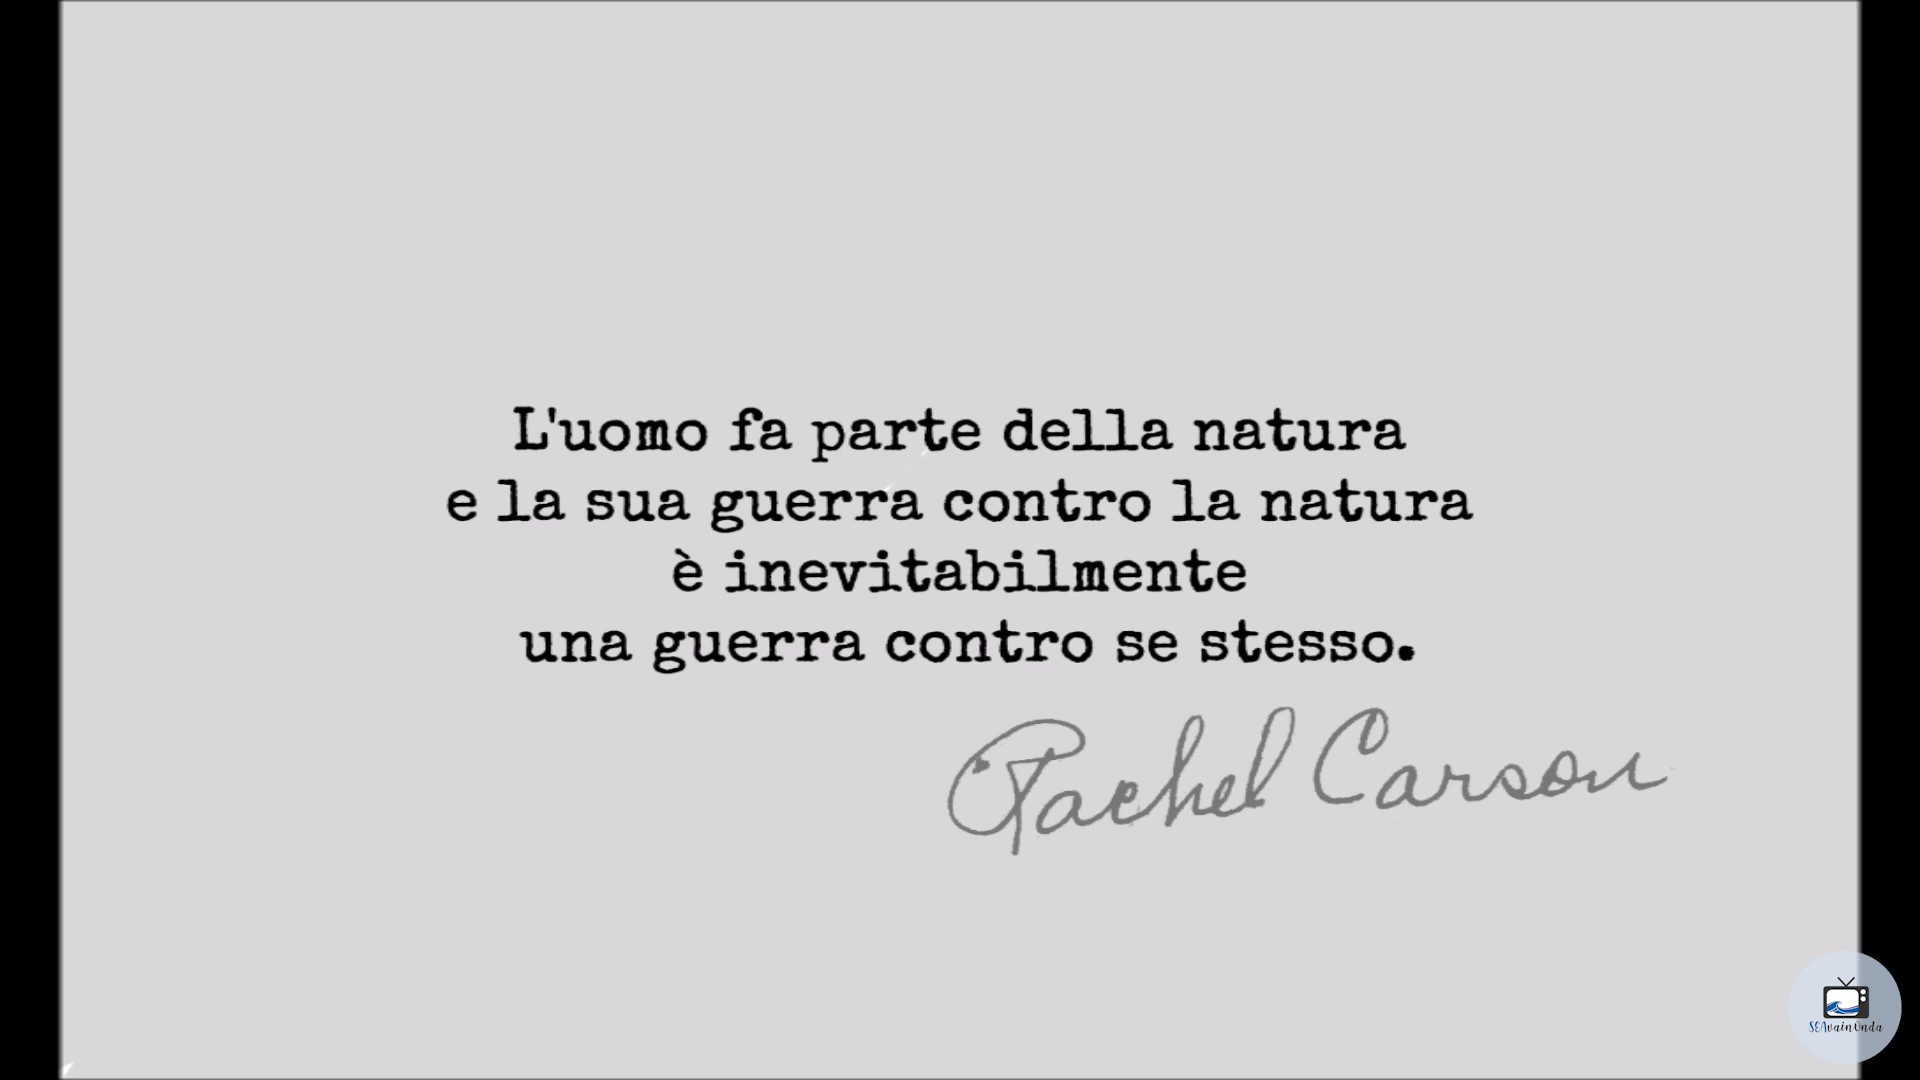 L'uomo fa parte della natura
e la sua guerra contro la natura
è inevitabilmente
una guerra contro se stesso.
Rachel Carson
SEAvainOnda